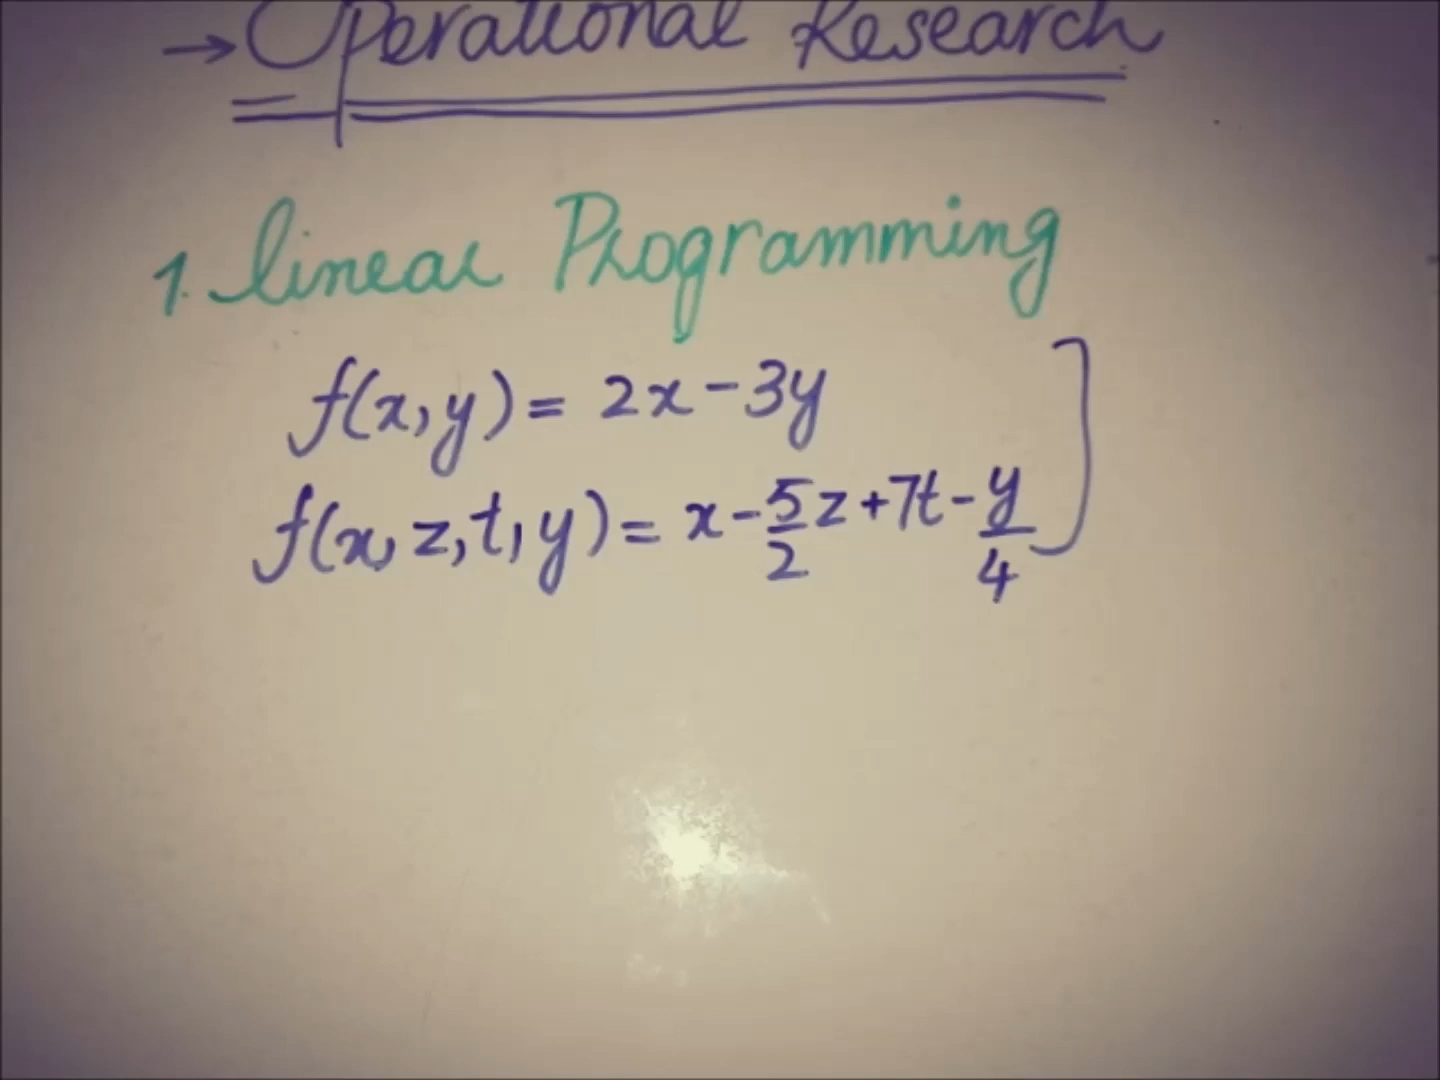 → Operational Research
1. linear Programming
f(x,y) = 2x - 3y
f(x, z, t, y) = x - 5/2 z + 7t - y/4